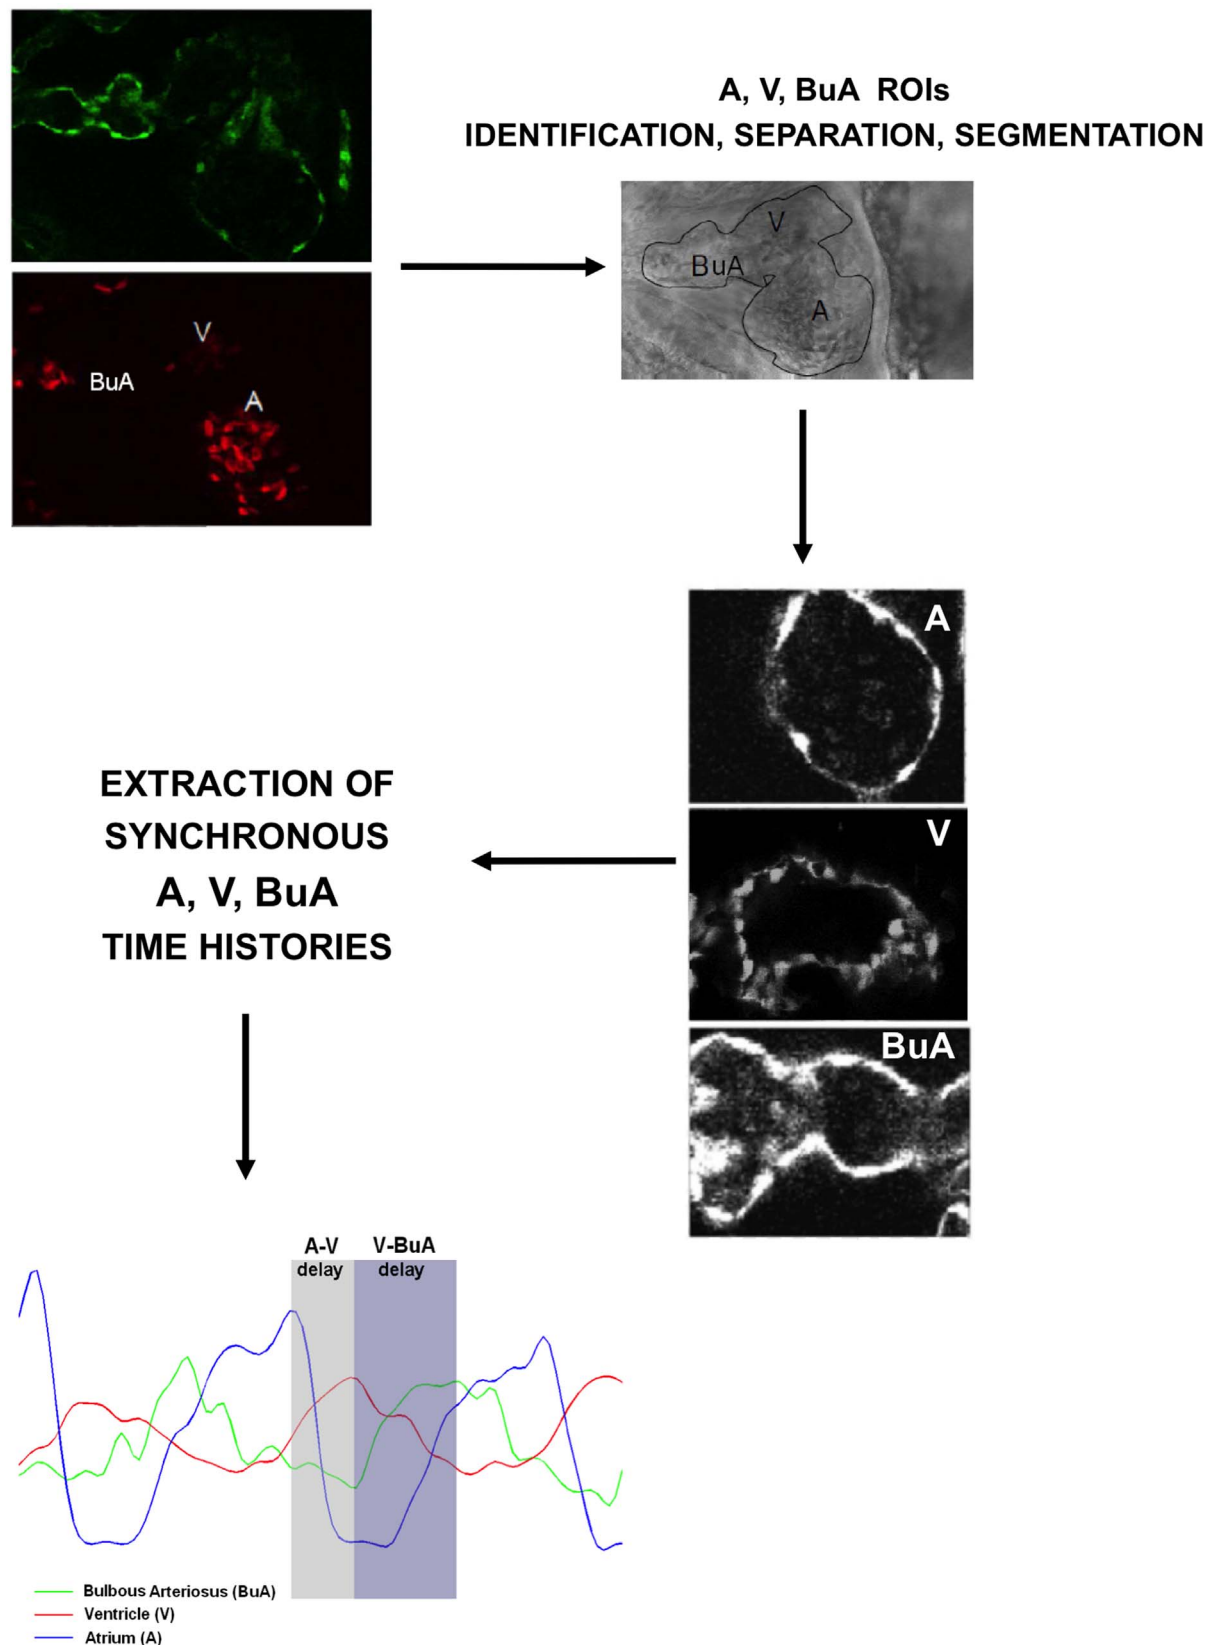 A, V, BuA ROIs
IDENTIFICATION, SEPARATION, SEGMENTATION
V
BuA
A
V
BuA
A
A
V
BuA
EXTRACTION OF
SYNCHRONOUS
A, V, BuA
TIME HISTORIES
A-V
delay
V-BuA
delay
Bulbous Arteriosus (BuA)
Ventricle (V)
Atrium (A)